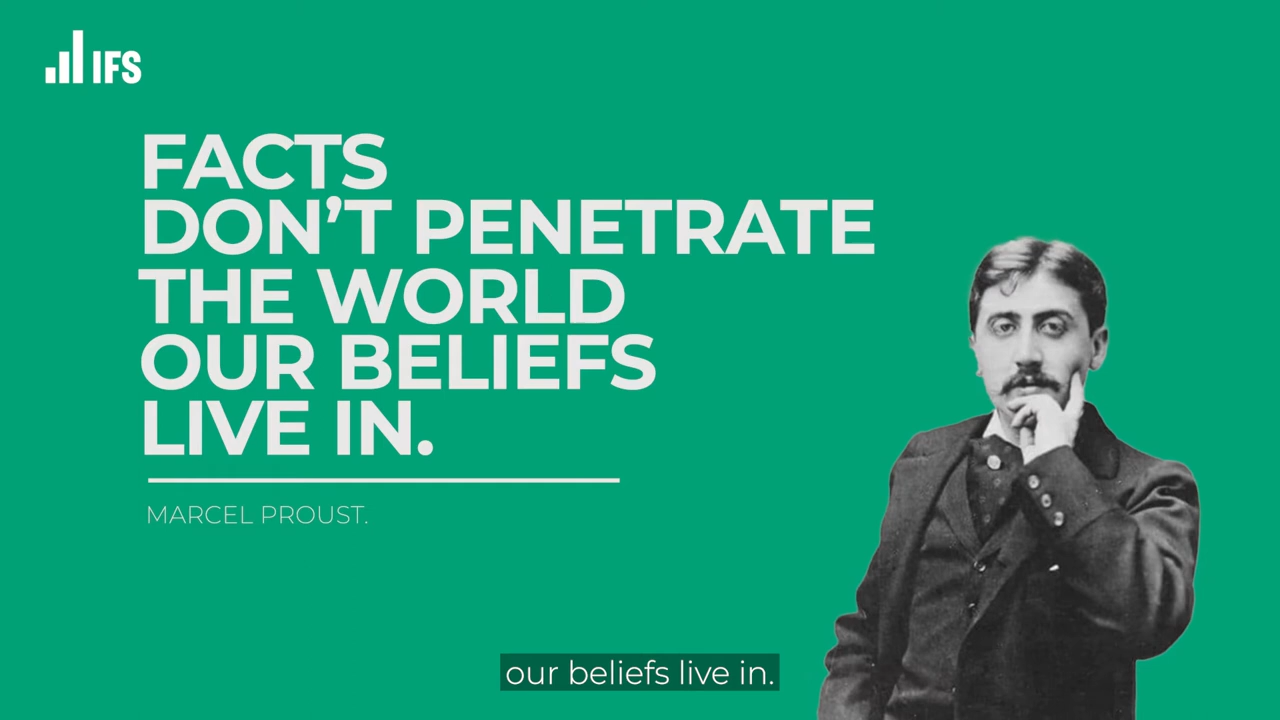 IFS
FACTS
DON’T PENETRATE
THE WORLD
OUR BELIEFS
LIVE IN.
MARCEL PROUST.
our beliefs live in.